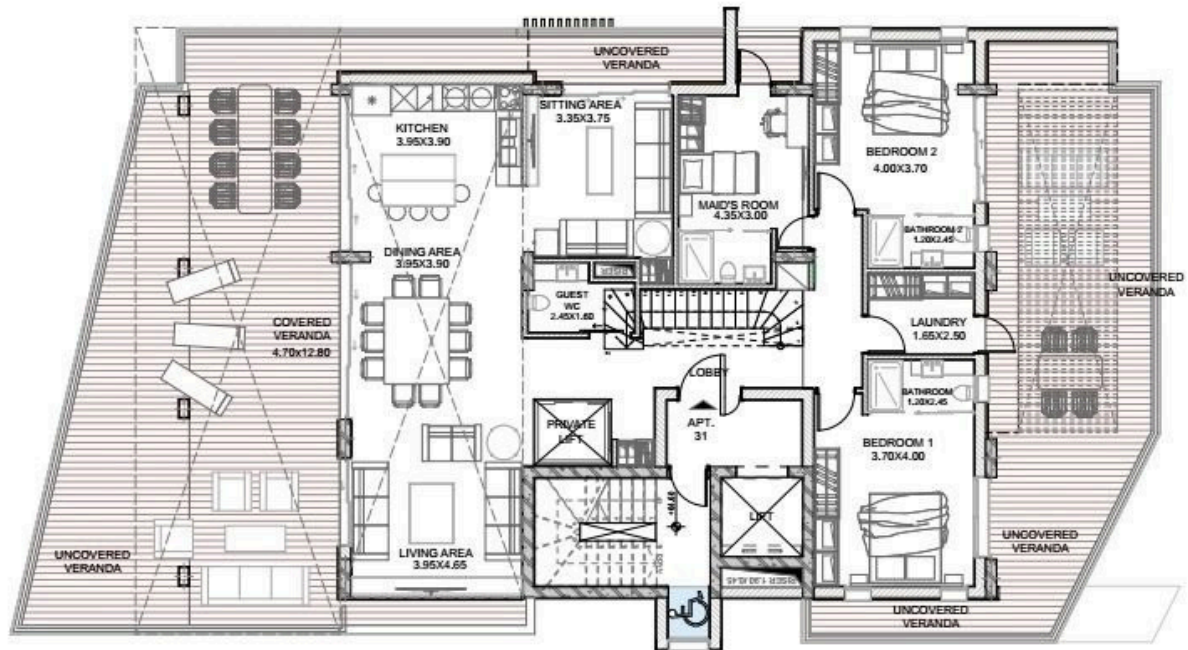 UNCOVERED
VERANDA
SITTING AREA
3.35X3.75
KITCHEN
3.95X3.90
BEDROOM 2
4.00X3.70
MAID'S ROOM
4.35X3.00
BATHROOM 2
1.20X2.45
DINING AREA
3.95X3.90
RISER
GUEST
WC
2.45X1.60
UNCOVERED
VERANDA
COVERED
VERANDA
4.70x12.80
LAUNDRY
1.65X2.50
LOBBY
BATHROOM
1.20X2.45
PRIVATE
LIFT
APT.
31
BEDROOM 1
3.70X4.00
LIFT
UNCOVERED
VERANDA
LIVING AREA
3.95X4.65
UNCOVERED
VERANDA
UNCOVERED
VERANDA